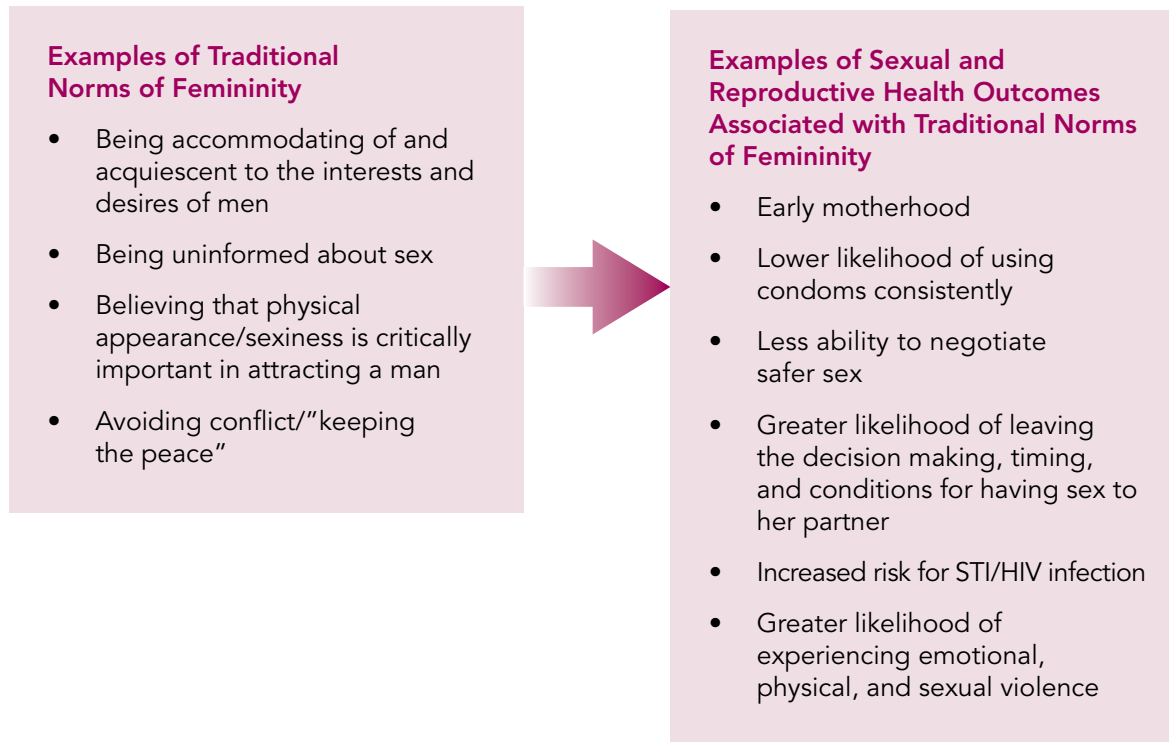 Examples of Traditional
Norms of Femininity
• Being accommodating of and
acquiescent to the interests and
desires of men
• Being uninformed about sex
• Believing that physical
appearance/sexiness is critically
important in attracting a man
• Avoiding conflict/”keeping
the peace”
Examples of Sexual and
Reproductive Health Outcomes
Associated with Traditional Norms
of Femininity
• Early motherhood
• Lower likelihood of using
condoms consistently
• Less ability to negotiate
safer sex
• Greater likelihood of leaving
the decision making, timing,
and conditions for having sex to
her partner
• Increased risk for STI/HIV infection
• Greater likelihood of
experiencing emotional,
physical, and sexual violence